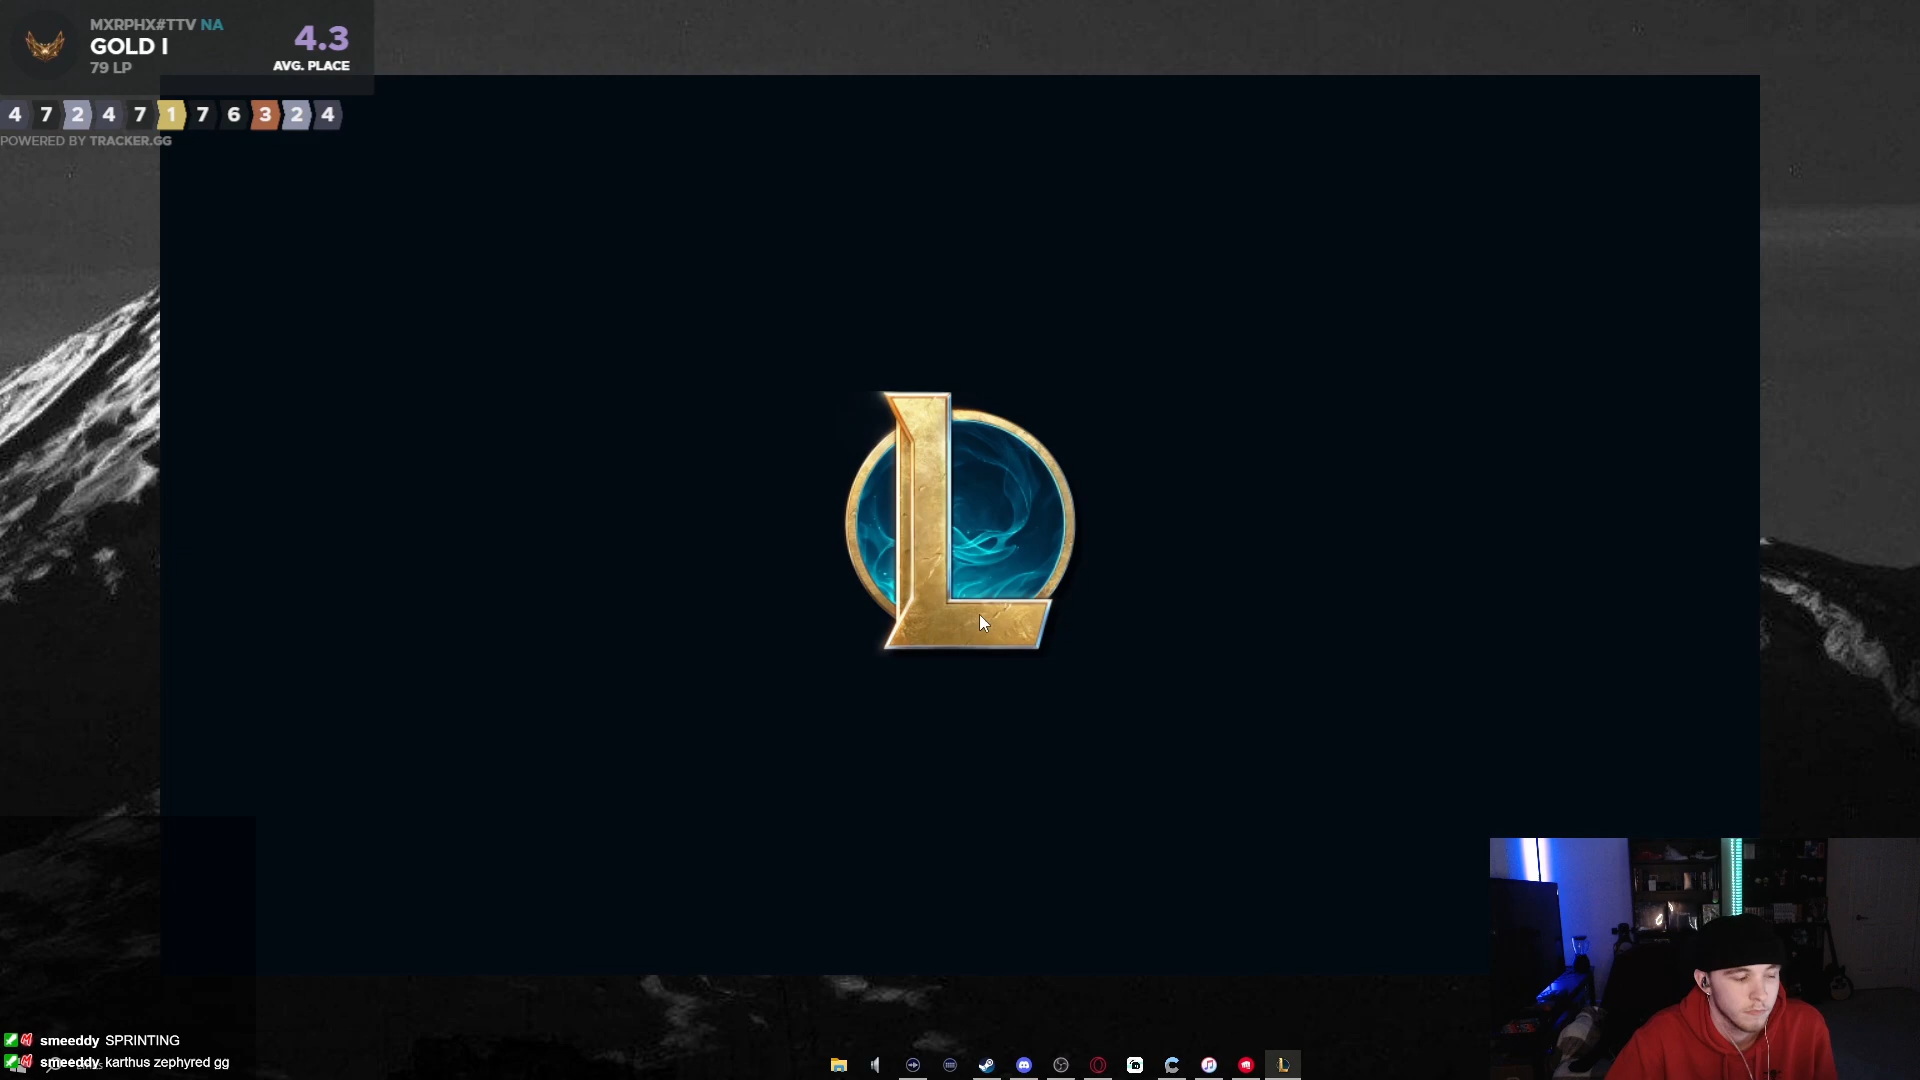 MXRPHX#TTV NA
GOLD I
79 LP
4.3
AVG. PLACE
4 7 2 4 7 1 7 6 3 2 4
POWERED BY TRACKER.GG
smeeddy SPRINTING
smeeddy karthus zephyred gg